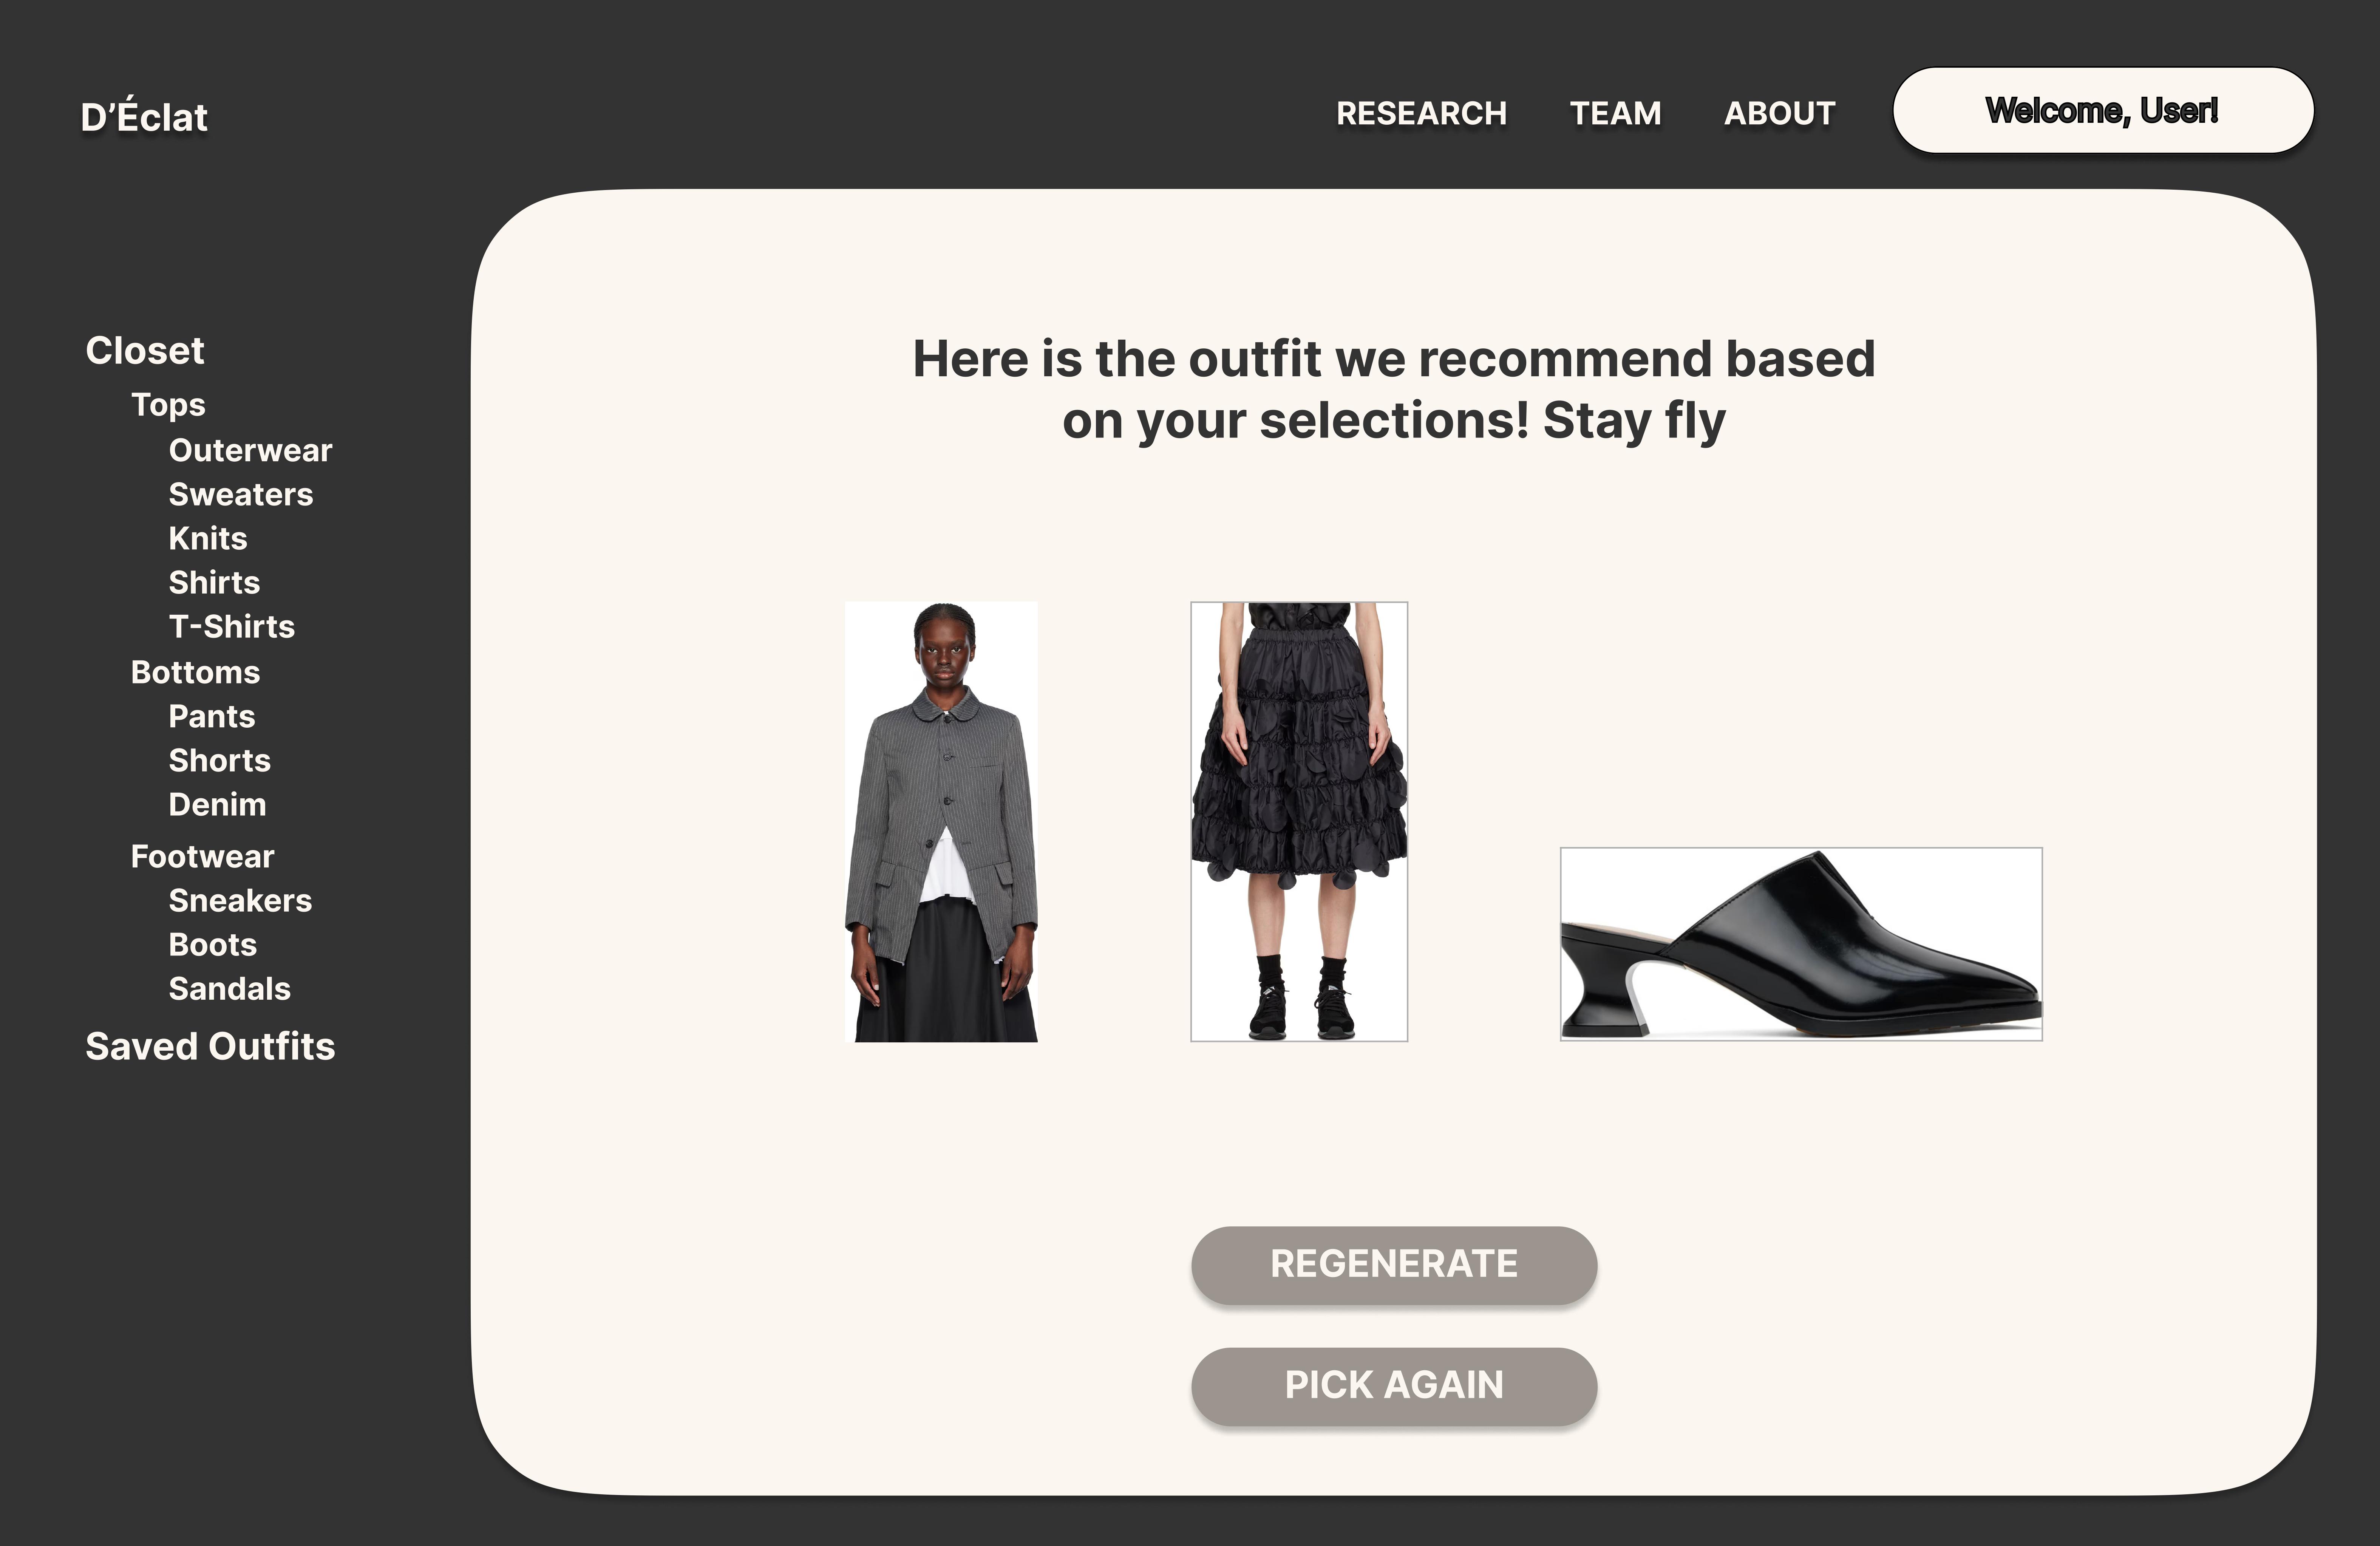 D’Éclat
RESEARCH
TEAM
ABOUT
Welcome, User!
Closet
Tops
Outerwear
Sweaters
Knits
Shirts
T-Shirts
Bottoms
Pants
Shorts
Denim
Footwear
Sneakers
Boots
Sandals
Saved Outfits
Here is the outfit we recommend based
on your selections! Stay fly
REGENERATE
PICK AGAIN